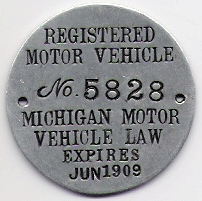 REGISTERED
MOTOR VEHICLE
No. 5828
MICHIGAN MOTOR
VEHICLE LAW
EXPIRES
JUN 1909